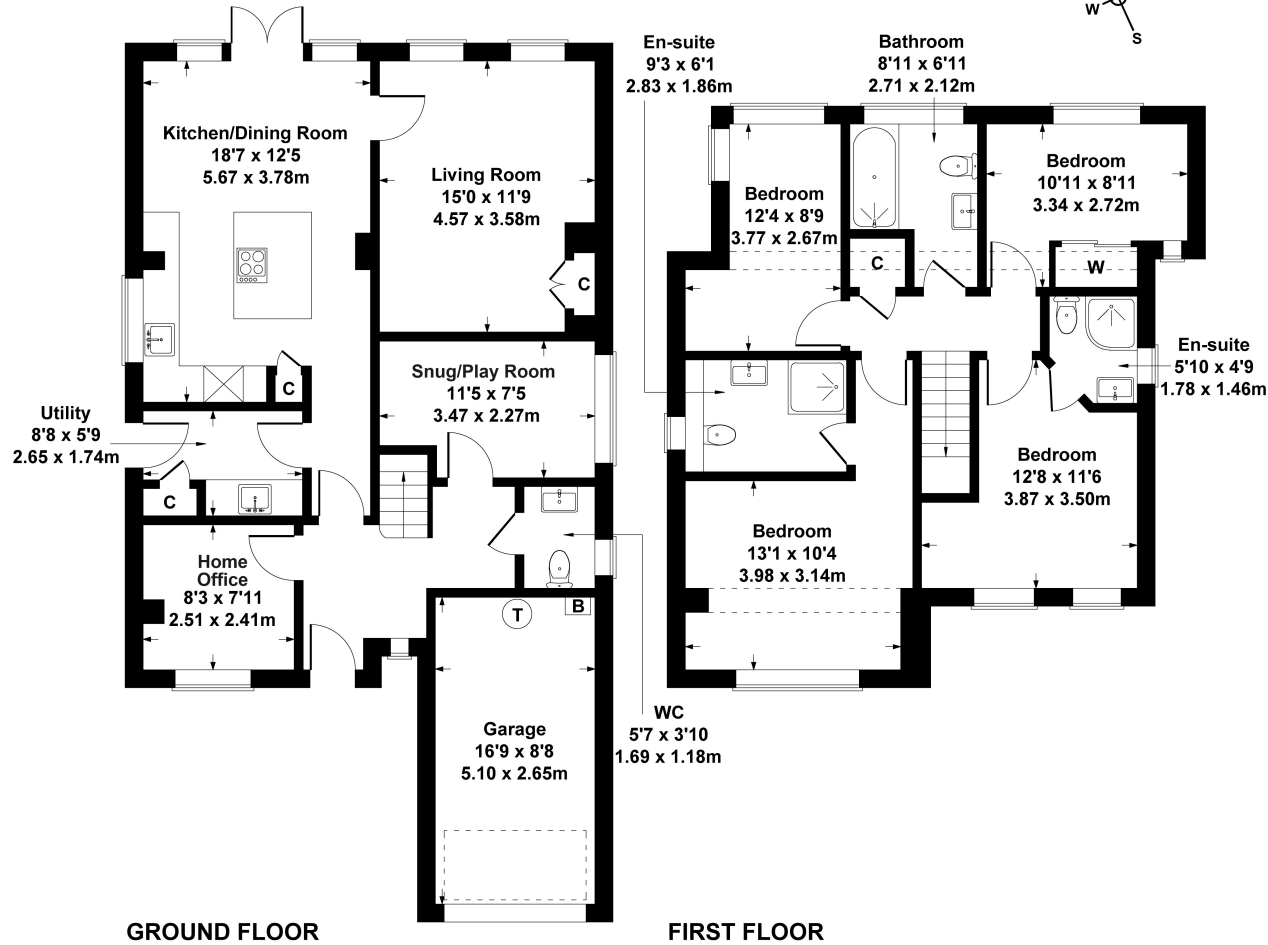 W
S
Kitchen/Dining Room
18'7 x 12'5
5.67 x 3.78m
Living Room
15'0 x 11'9
4.57 x 3.58m
C
C
Snug/Play Room
11'5 x 7'5
3.47 x 2.27m
Utility
8'8 x 5'9
2.65 x 1.74m
C
Home
Office
8'3 x 7'11
2.51 x 2.41m
T
B
Garage
16'9 x 8'8
5.10 x 2.65m
WC
5'7 x 3'10
1.69 x 1.18m
GROUND FLOOR
En-suite
9'3 x 6'1
2.83 x 1.86m
Bathroom
8'11 x 6'11
2.71 x 2.12m
Bedroom
12'4 x 8'9
3.77 x 2.67m
Bedroom
10'11 x 8'11
3.34 x 2.72m
C
W
En-suite
5'10 x 4'9
1.78 x 1.46m
Bedroom
12'8 x 11'6
3.87 x 3.50m
Bedroom
13'1 x 10'4
3.98 x 3.14m
FIRST FLOOR